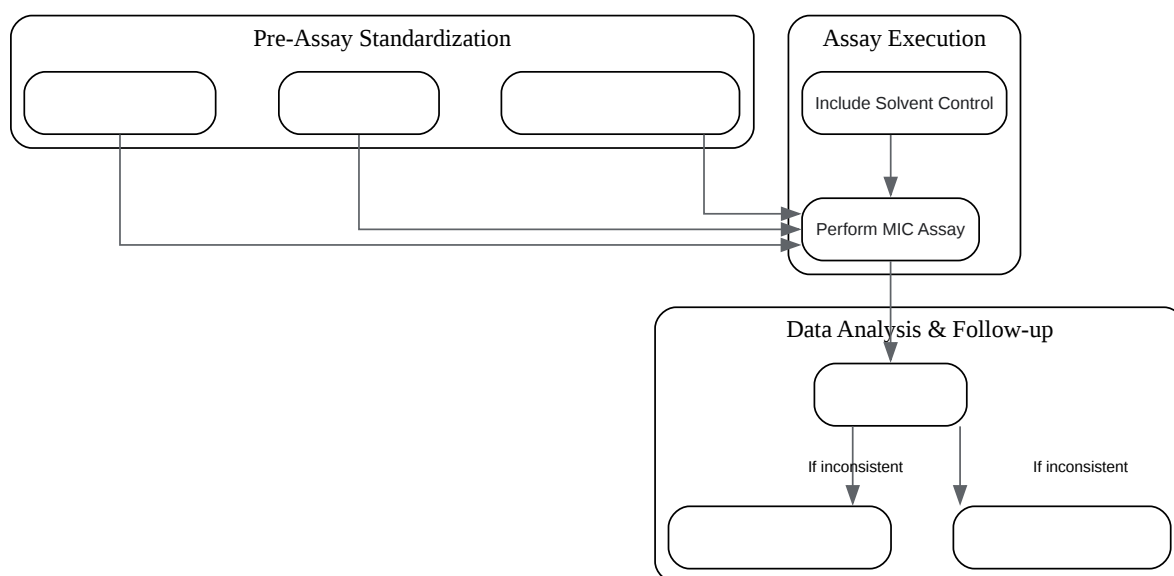 Pre-Assay Standardization
Assay Execution
Include Solvent Control
Perform MIC Assay
Data Analysis & Follow-up
If inconsistent
If inconsistent